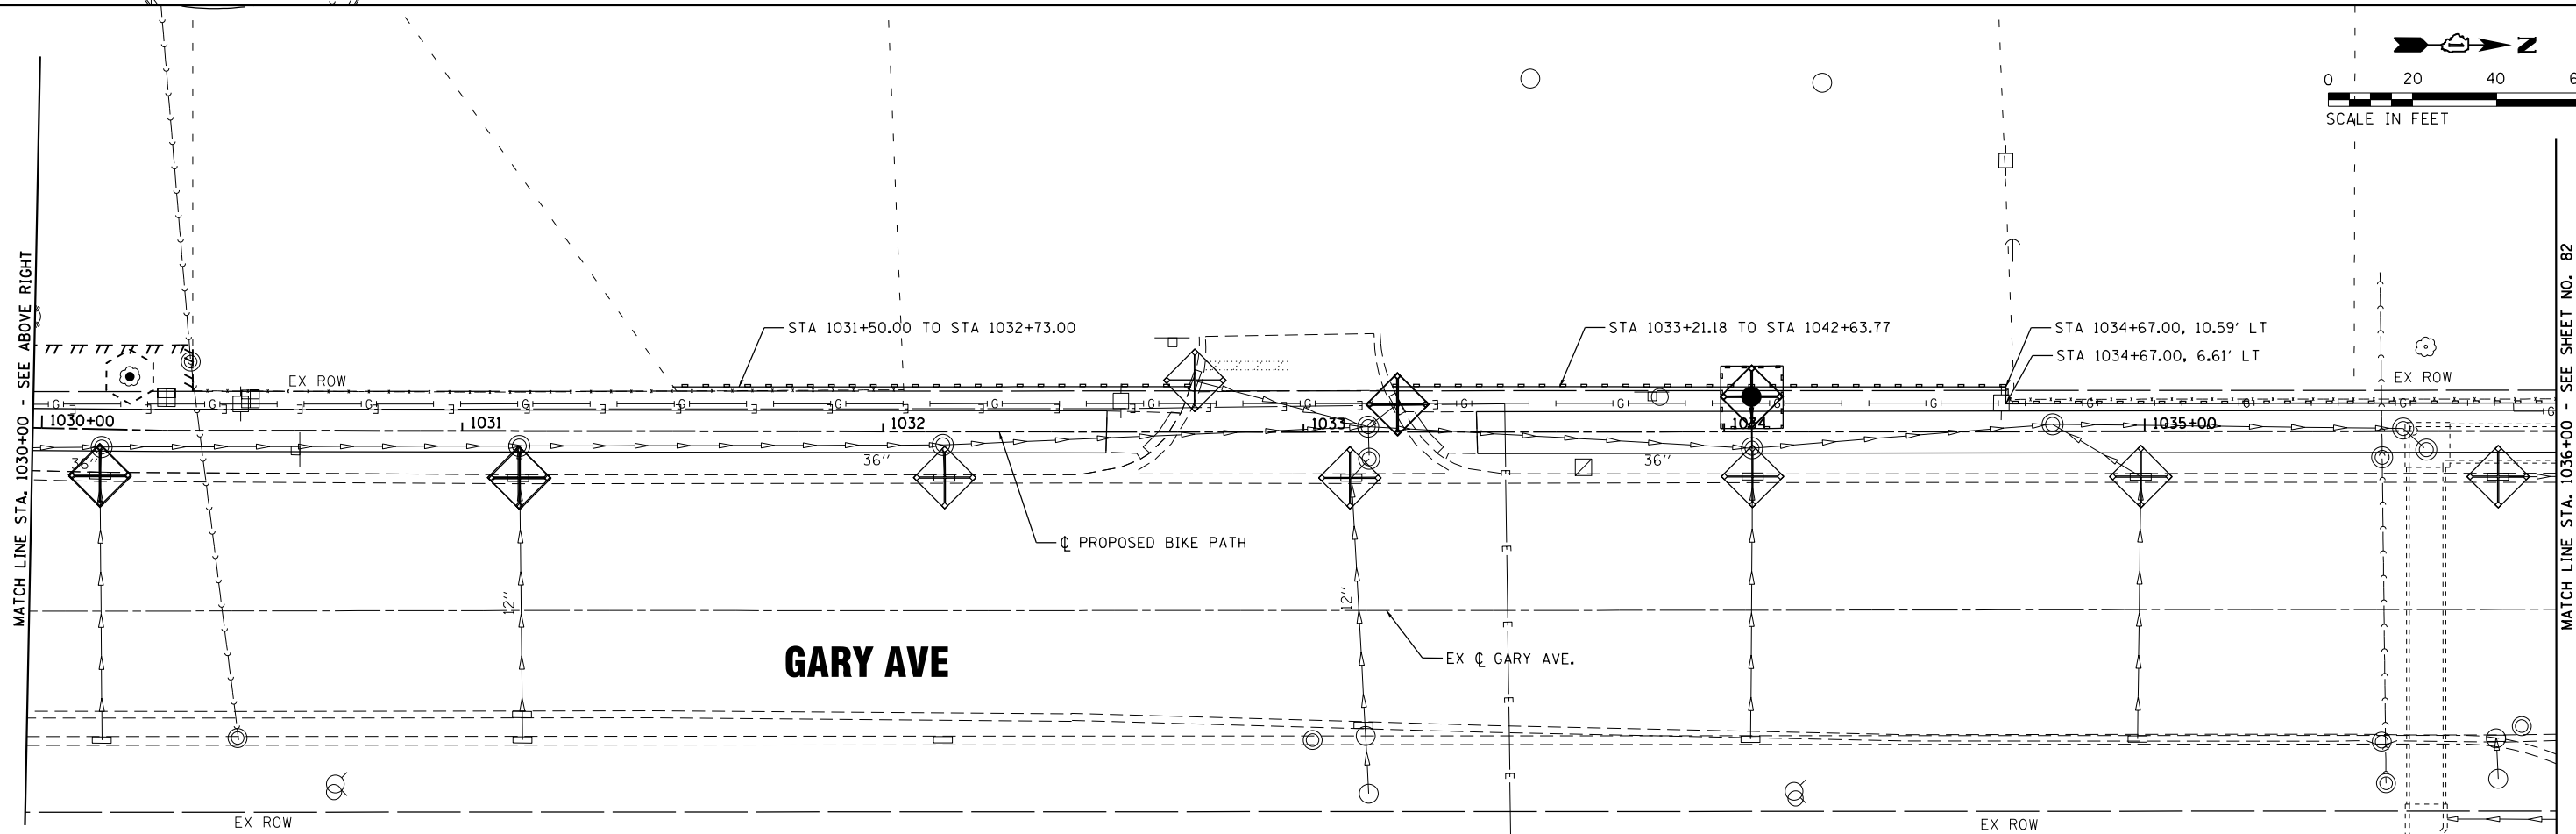 N
0 20 40 6
SCALE IN FEET
MATCH LINE STA. 1030+00 - SEE ABOVE RIGHT
MATCH LINE STA. 1036+00 - SEE SHEET NO. 82
STA 1031+50.00 TO STA 1032+73.00
STA 1033+21.18 TO STA 1042+63.77
STA 1034+67.00, 10.59' LT
STA 1034+67.00, 6.61' LT
EX ROW
EX ROW
1030+00
1031
1032
1033
1034
1035+00
36"
36"
36"
℄ PROPOSED BIKE PATH
12"
12"
GARY AVE
EX ℄ GARY AVE.
EX ROW
EX ROW